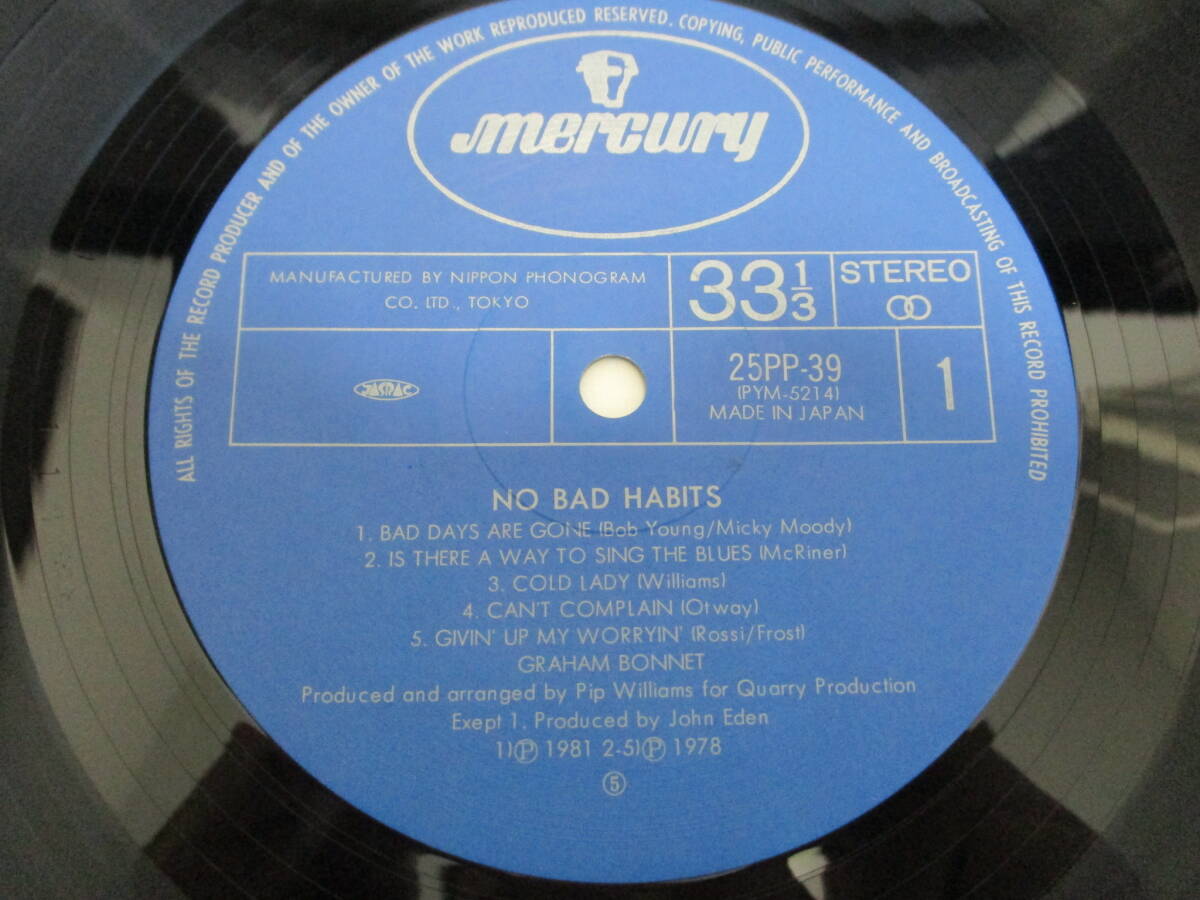 ALL RIGHTS OF THE RECORD PRODUCER AND OF THE OWNER OF THE WORK REPRODUCED RESERVED. COPYING, PUBLIC PERFORMANCE AND BROADCASTING OF THIS RECORD PROHIBITED
mercury
MANUFACTURED BY NIPPON PHONOGRAM
CO. LTD., TOKYO
33 1/3
STEREO
JASRAC
25PP-39
(PYM-5214)
MADE IN JAPAN
1
NO BAD HABITS
1. BAD DAYS ARE GONE (Bob Young/Micky Moody)
2. IS THERE A WAY TO SING THE BLUES (McRiner)
3. COLD LADY (Williams)
4. CAN'T COMPLAIN (Otway)
5. GIVIN' UP MY WORRYIN' (Rossi/Frost)
GRAHAM BONNET
Produced and arranged by Pip Williams for Quarry Production
Exept 1. Produced by John Eden
1)Ⓟ 1981 2-5)Ⓟ 1978
⑤